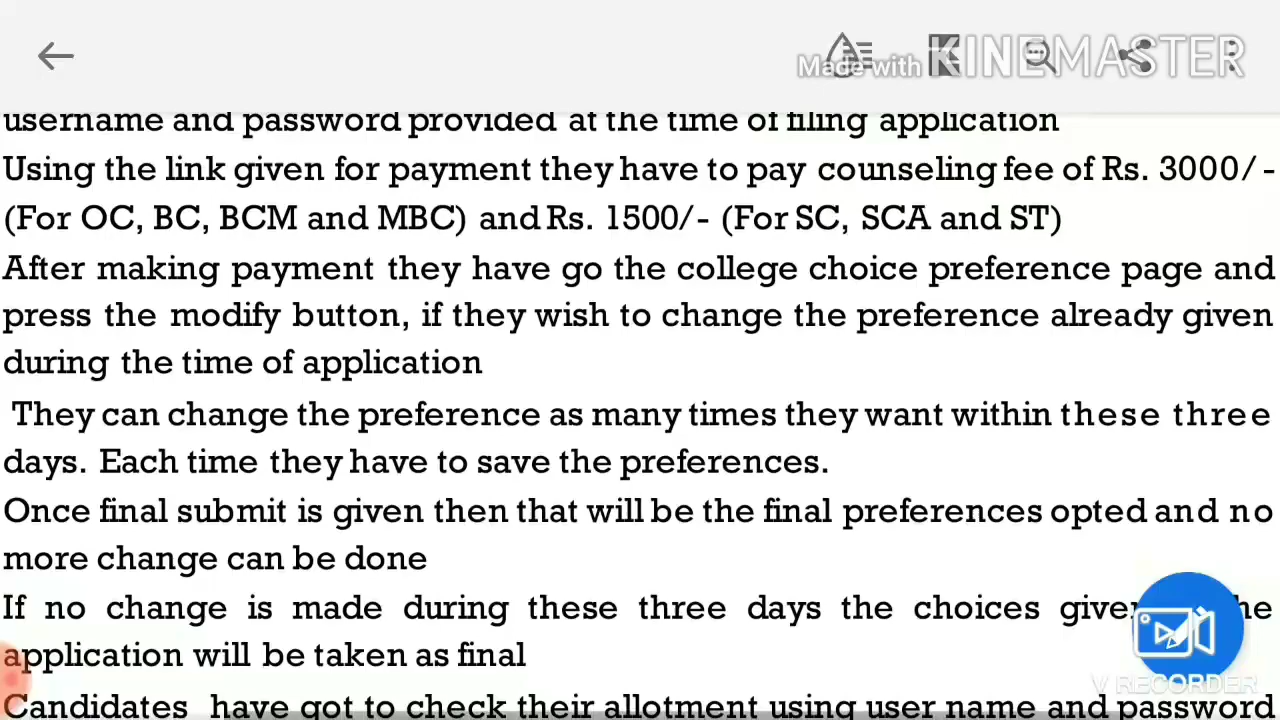 Made with KINEMASTER
username and password provided at the time of filing application
Using the link given for payment they have to pay counseling fee of Rs. 3000/-
(For OC, BC, BCM and MBC) and Rs. 1500/- (For SC, SCA and ST)
After making payment they have go the college choice preference page and
press the modify button, if they wish to change the preference already given
during the time of application
They can change the preference as many times they want within these three
days. Each time they have to save the preferences.
Once final submit is given then that will be the final preferences opted and no
more change can be done
If no change is made during these three days the choices
application will be taken as final
V RECORDER
Candidates have got to check their allotment using user name and password